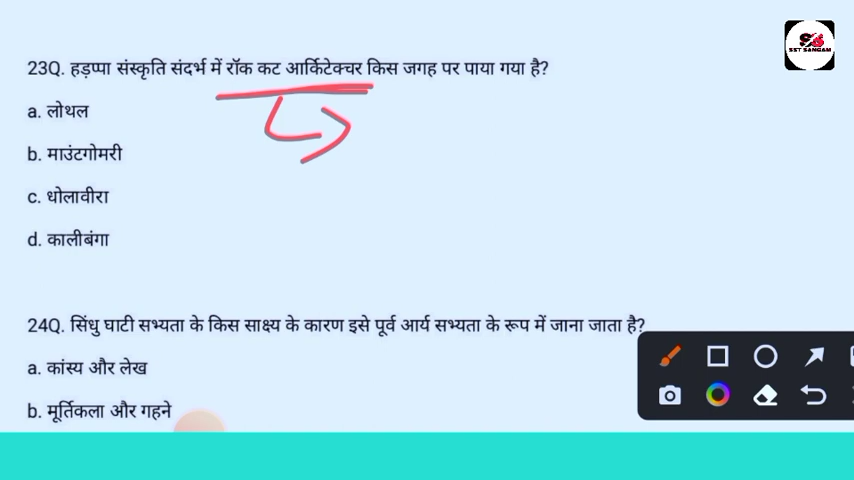 SST SANGAM
23Q. हड़प्पा संस्कृति संदर्भ में रॉक कट आर्किटेक्चर किस जगह पर पाया गया है?
a. लोथल
b. माउंटगोमरी
c. धोलावीरा
d. कालीबंगा
24Q. सिंधु घाटी सभ्यता के किस साक्ष्य के कारण इसे पूर्व आर्य सभ्यता के रूप में जाना जाता है?
a. कांस्य और लेख
b. मूर्तिकला और गहने